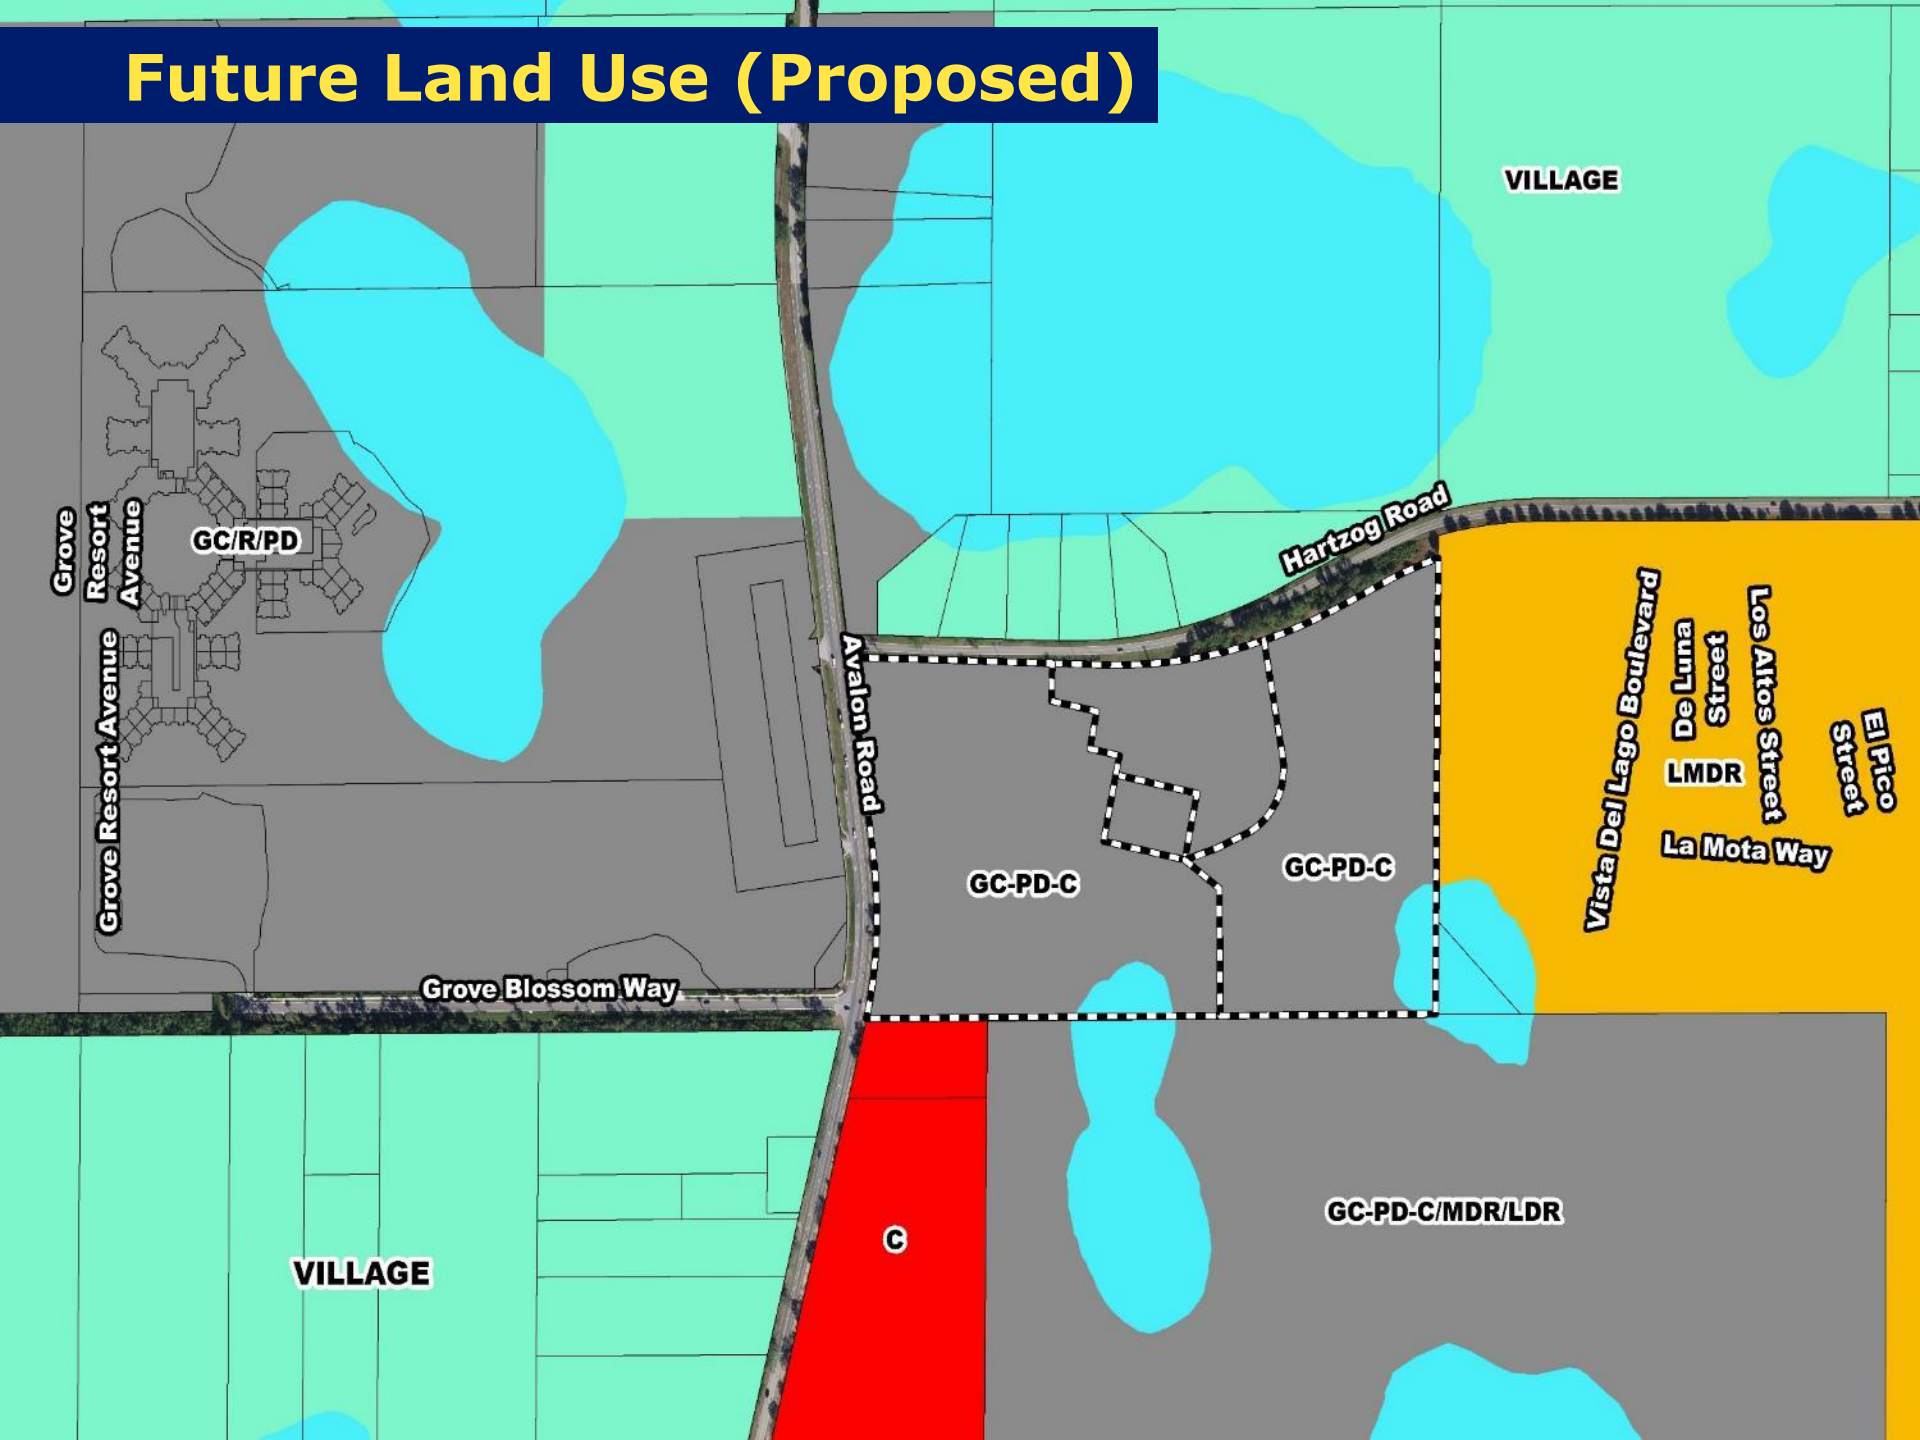 Future Land Use (Proposed)
VILLAGE
Hartzog Road
Grove
Resort
Avenue
GC/R/PD
Grove Resort Avenue
Avalon Road
Vista Del Lago Boulevard
De Luna
Street
Los Altos Street
El Pico
Street
LMDR
La Mota Way
GC-PD-C
GC-PD-C
Grove Blossom Way
GC-PD-C/MDR/LDR
C
VILLAGE